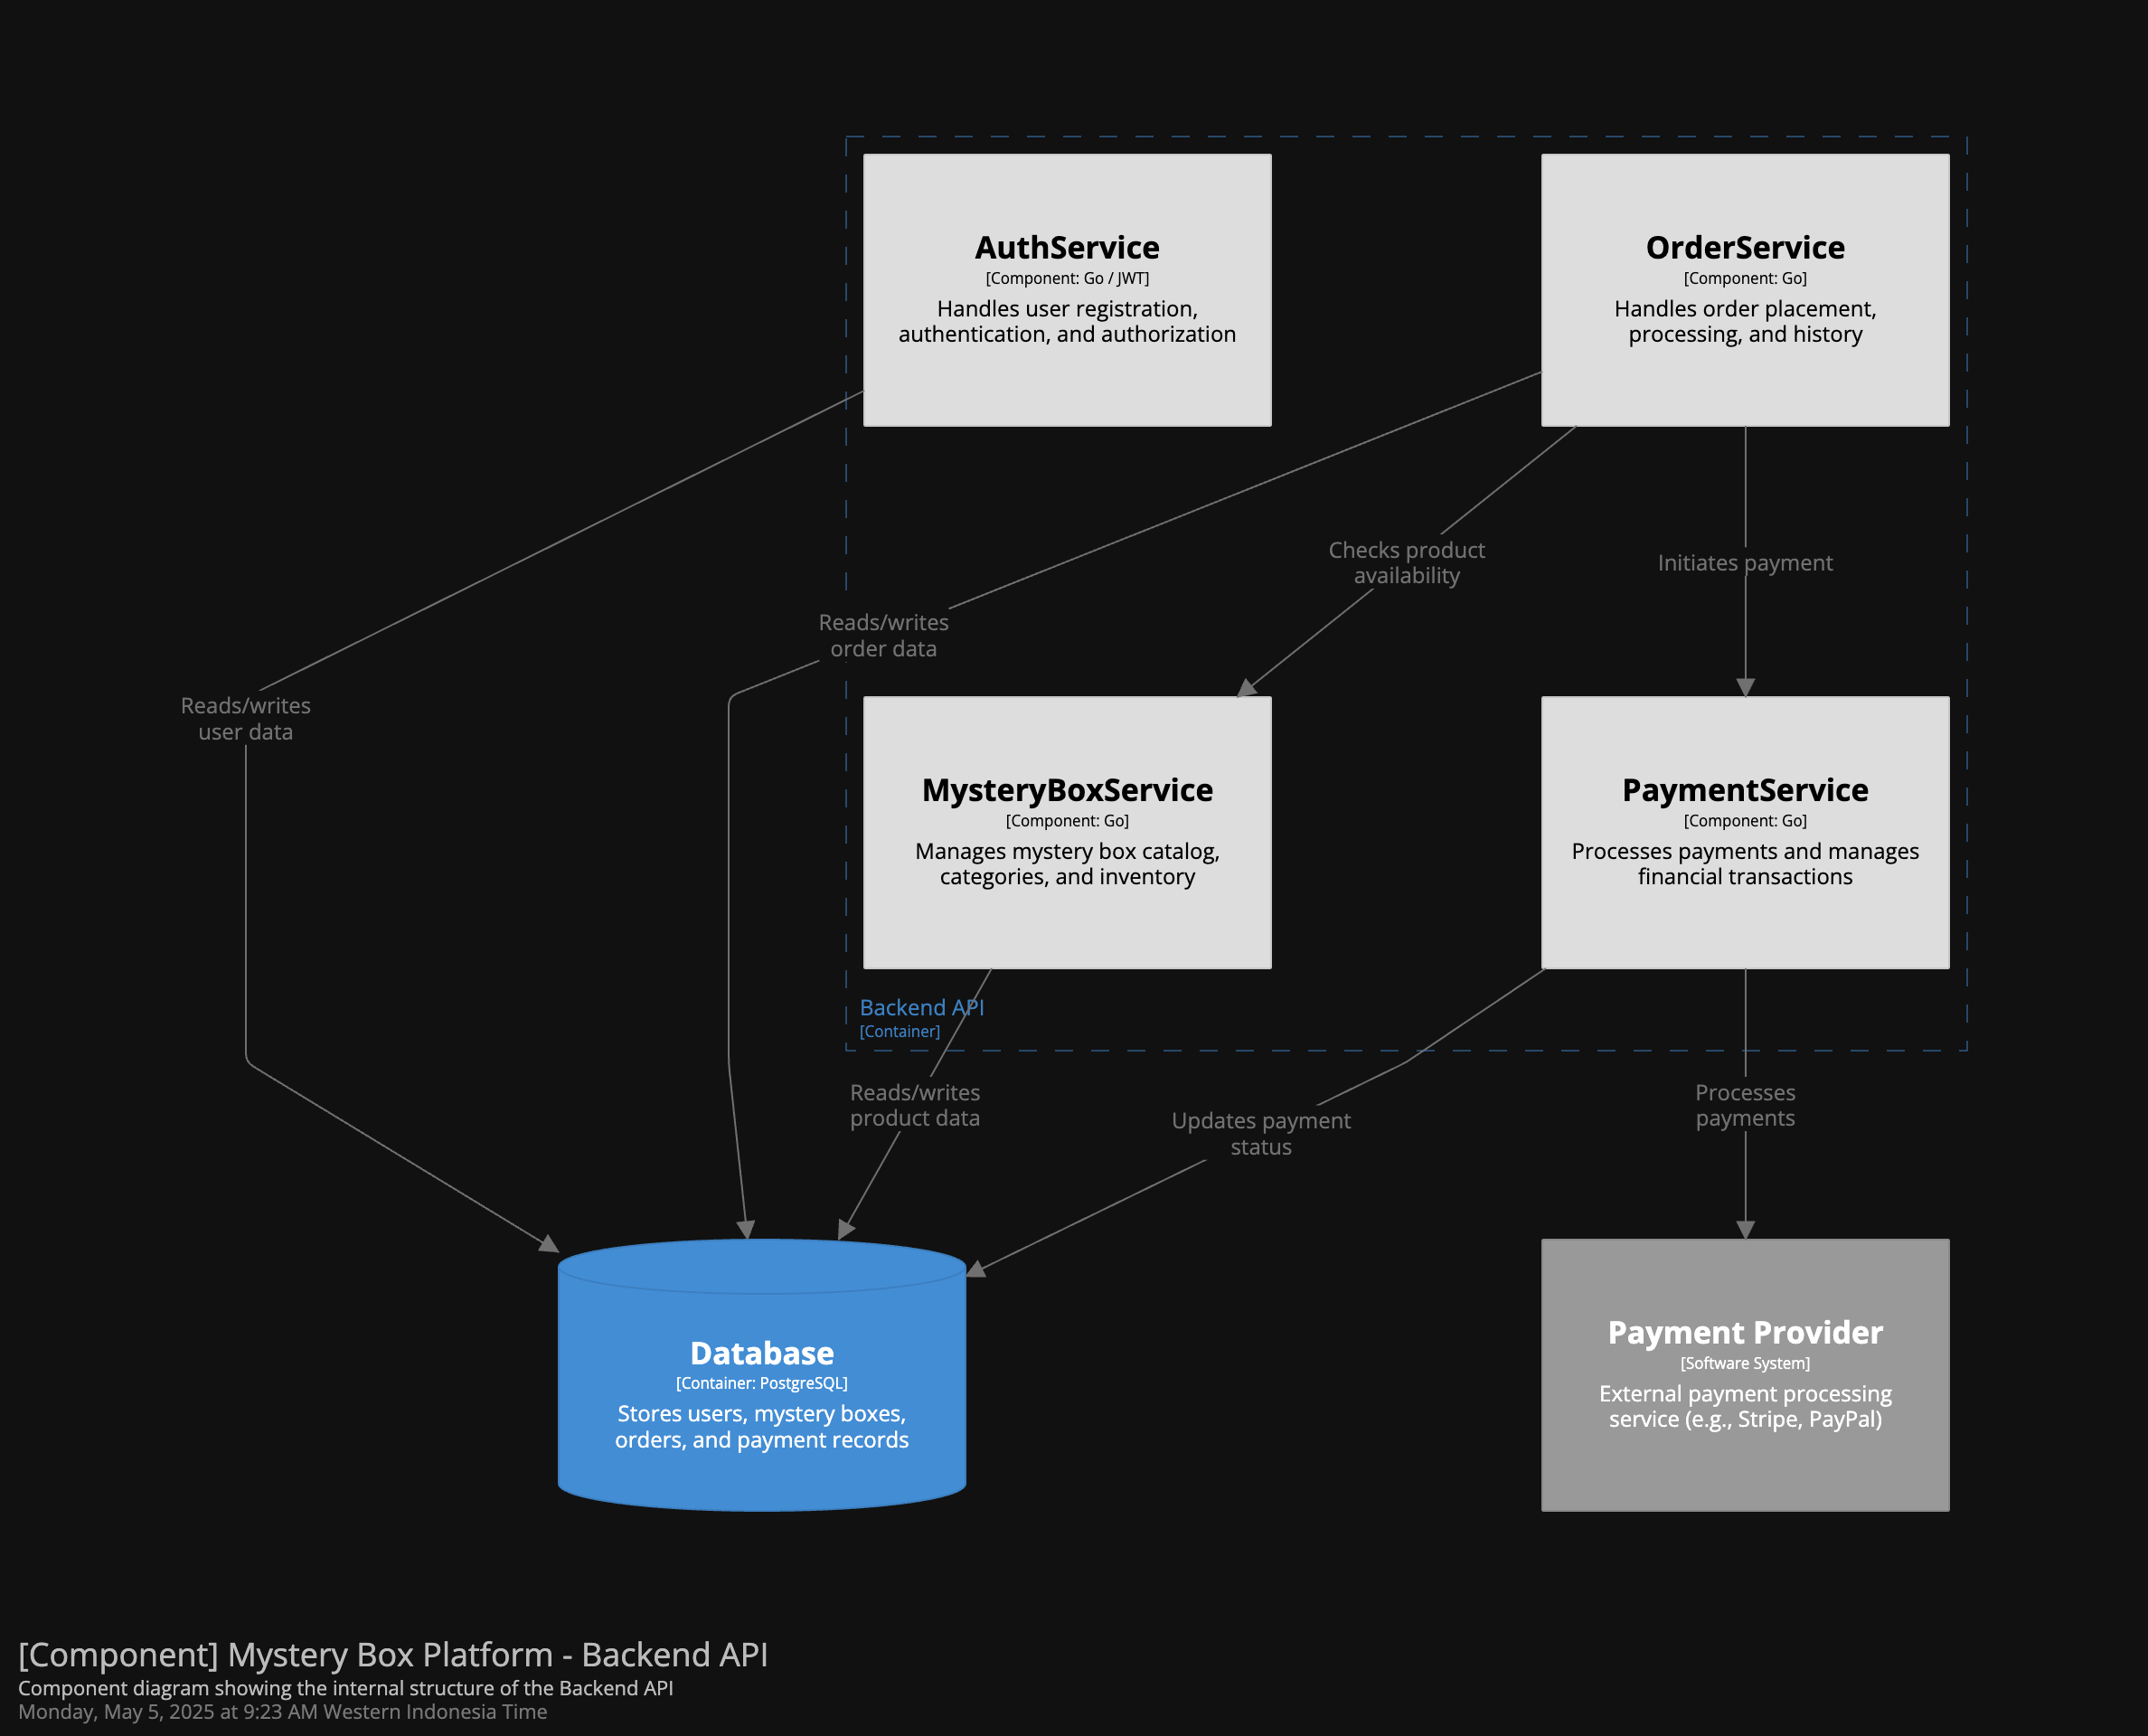 AuthService
[Component: Go / JWT]
Handles user registration,
authentication, and authorization
OrderService
[Component: Go]
Handles order placement,
processing, and history
Checks product
availability
Initiates payment
Reads/writes
order data
Reads/writes
user data
MysteryBoxService
[Component: Go]
Manages mystery box catalog,
categories, and inventory
PaymentService
[Component: Go]
Processes payments and manages
financial transactions
Backend API
[Container]
Reads/writes
product data
Updates payment
status
Processes
payments
Database
[Container: PostgreSQL]
Stores users, mystery boxes,
orders, and payment records
Payment Provider
[Software System]
External payment processing
service (e.g., Stripe, PayPal)
[Component] Mystery Box Platform - Backend API
Component diagram showing the internal structure of the Backend API
Monday, May 5, 2025 at 9:23 AM Western Indonesia Time